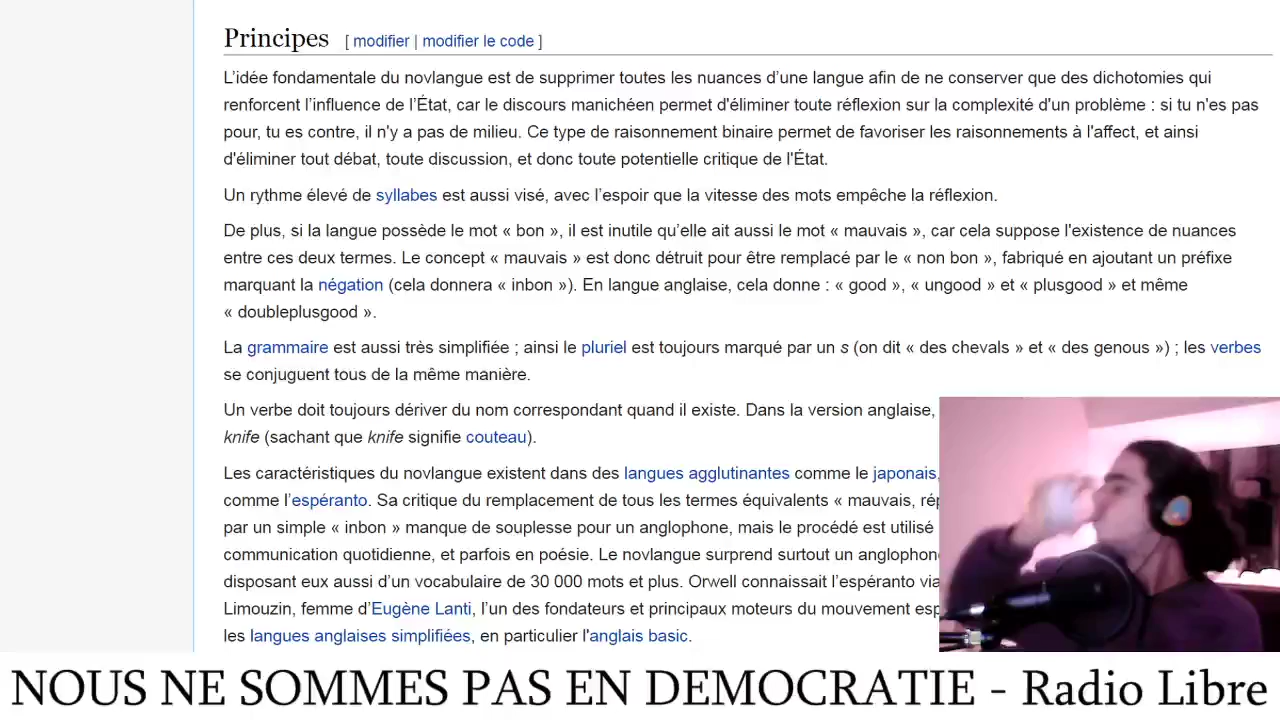 Principes [ modifier | modifier le code ]
L’idée fondamentale du novlangue est de supprimer toutes les nuances d’une langue afin de ne conserver que des dichotomies qui
renforcent l’influence de l’État, car le discours manichéen permet d'éliminer toute réflexion sur la complexité d'un problème : si tu n'es pas
pour, tu es contre, il n'y a pas de milieu. Ce type de raisonnement binaire permet de favoriser les raisonnements à l'affect, et ainsi
d'éliminer tout débat, toute discussion, et donc toute potentielle critique de l'État.
Un rythme élevé de syllabes est aussi visé, avec l’espoir que la vitesse des mots empêche la réflexion.
De plus, si la langue possède le mot « bon », il est inutile qu’elle ait aussi le mot « mauvais », car cela suppose l'existence de nuances
entre ces deux termes. Le concept « mauvais » est donc détruit pour être remplacé par le « non bon », fabriqué en ajoutant un préfixe
marquant la négation (cela donnera « inbon »). En langue anglaise, cela donne : « good », « ungood » et « plusgood » et même
« doubleplusgood ».
La grammaire est aussi très simplifiée ; ainsi le pluriel est toujours marqué par un s (on dit « des chevals » et « des genous ») ; les verbes
se conjuguent tous de la même manière.
Un verbe doit toujours dériver du nom correspondant quand il existe. Dans la version anglaise,
knife (sachant que knife signifie couteau).
Les caractéristiques du novlangue existent dans des langues agglutinantes comme le japonais,
comme l’espéranto. Sa critique du remplacement de tous les termes équivalents « mauvais,
par un simple « inbon » manque de souplesse pour un anglophone, mais le procédé est utilisé
communication quotidienne, et parfois en poésie. Le novlangue surprend surtout un
disposant eux aussi d’un vocabulaire de 30 000 mots et plus. Orwell connaissait l’espéranto
Limouzin, femme d’Eugène Lanti, l’un des fondateurs et principaux moteurs du mouvement
les langues anglaises simplifiées, en particulier l'anglais basic.
NOUS NE SOMMES PAS EN DEMOCRATIE - Radio Libre